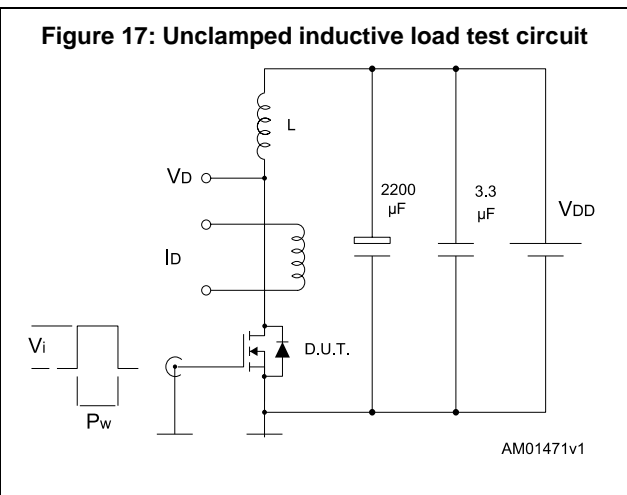 Figure 17: Unclamped inductive load test circuit
L
VD
2200
µF
3.3
µF
VDD
ID
Vi
D.U.T.
Pw
AM01471v1